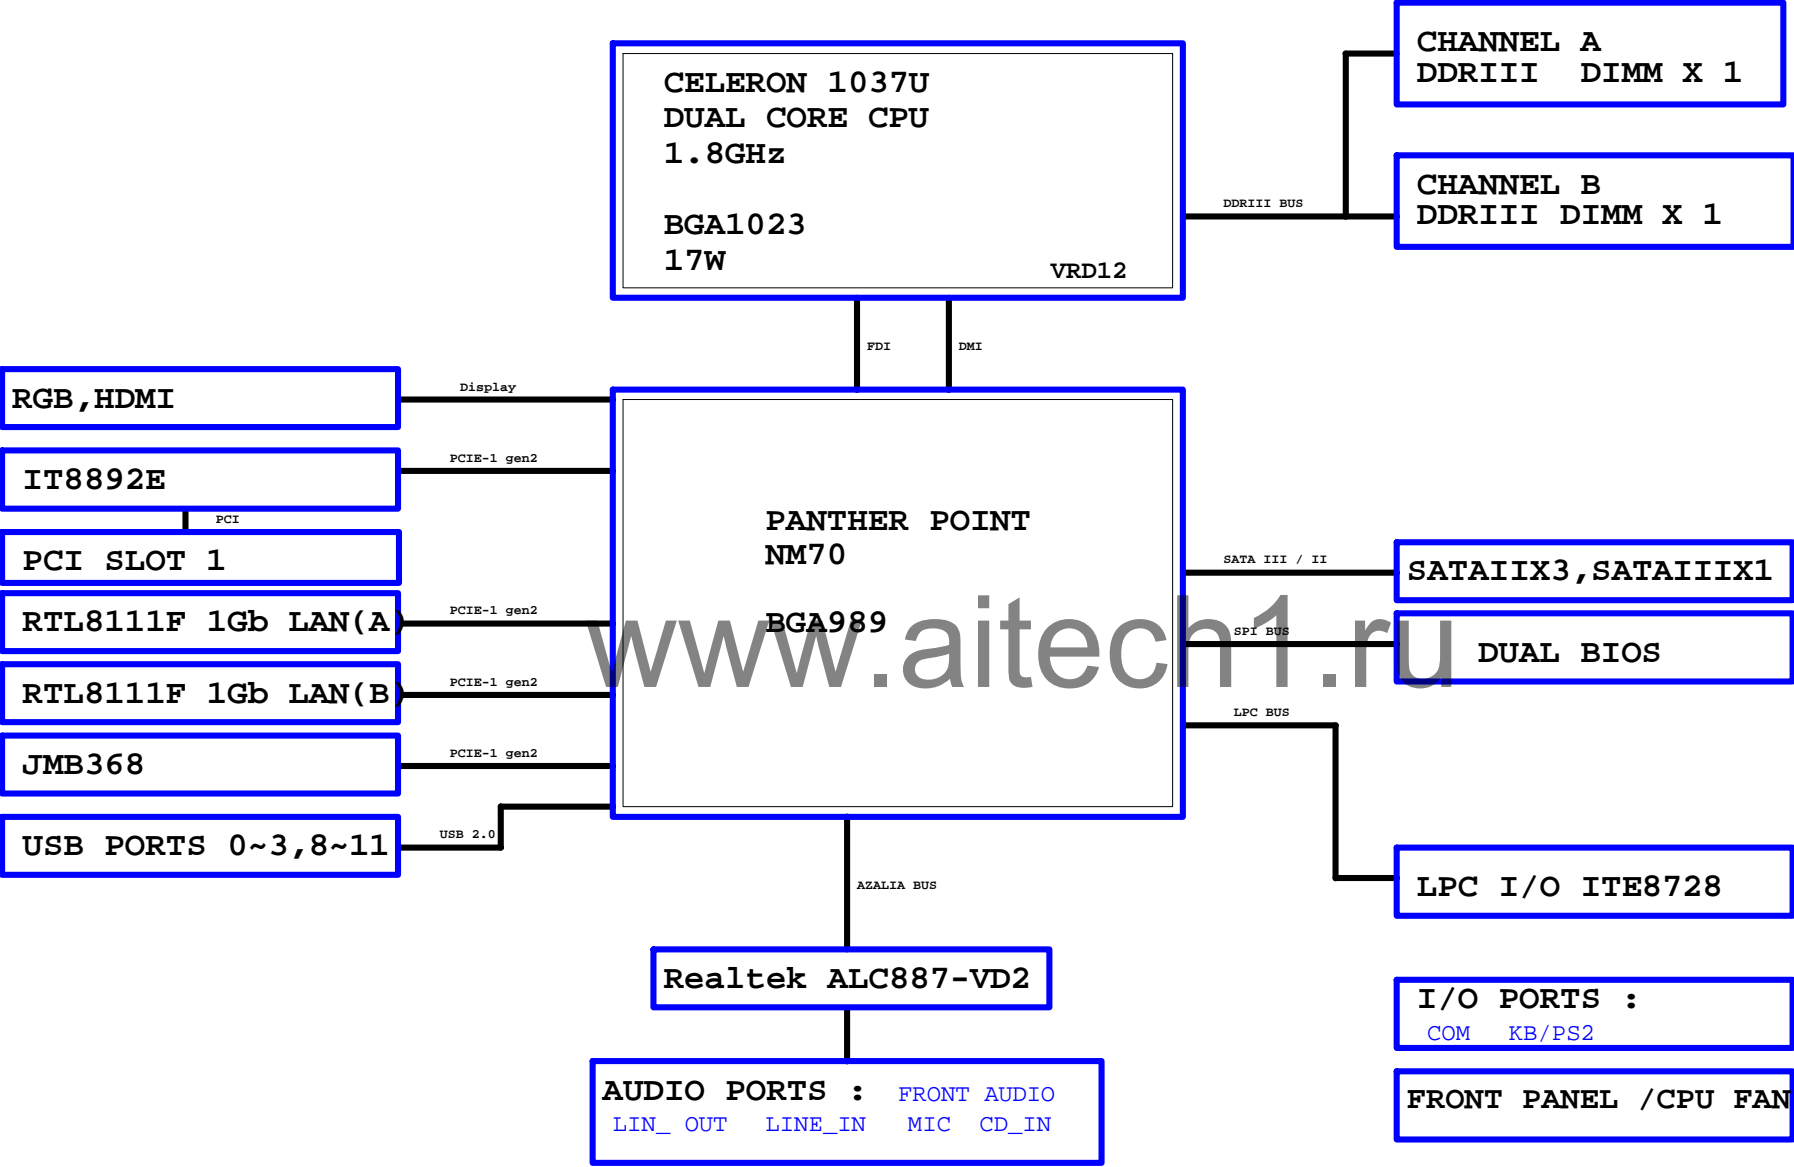 CHANNEL A
DDRIII DIMM X 1
CELERON 1037U
DUAL CORE CPU
1.8GHz
BGA1023
17W
VRD12
DDRIII BUS
CHANNEL B
DDRIII DIMM X 1
FDI
DMI
RGB,HDMI
Display
IT8892E
PCIE-1 gen2
PCI
PCI SLOT 1
PANTHER POINT
NM70
BGA989
SATA III / II
SATAIIX3,SATAIIIX1
RTL8111F 1Gb LAN(A)
PCIE-1 gen2
www.aitech1.ru
SPI BUS
DUAL BIOS
RTL8111F 1Gb LAN(B)
PCIE-1 gen2
LPC BUS
JMB368
PCIE-1 gen2
USB PORTS 0~3,8~11
USB 2.0
AZALIA BUS
LPC I/O ITE8728
Realtek ALC887-VD2
I/O PORTS :
COM KB/PS2
AUDIO PORTS : FRONT AUDIO
LIN_ OUT LINE_IN MIC CD_IN
FRONT PANEL /CPU FAN